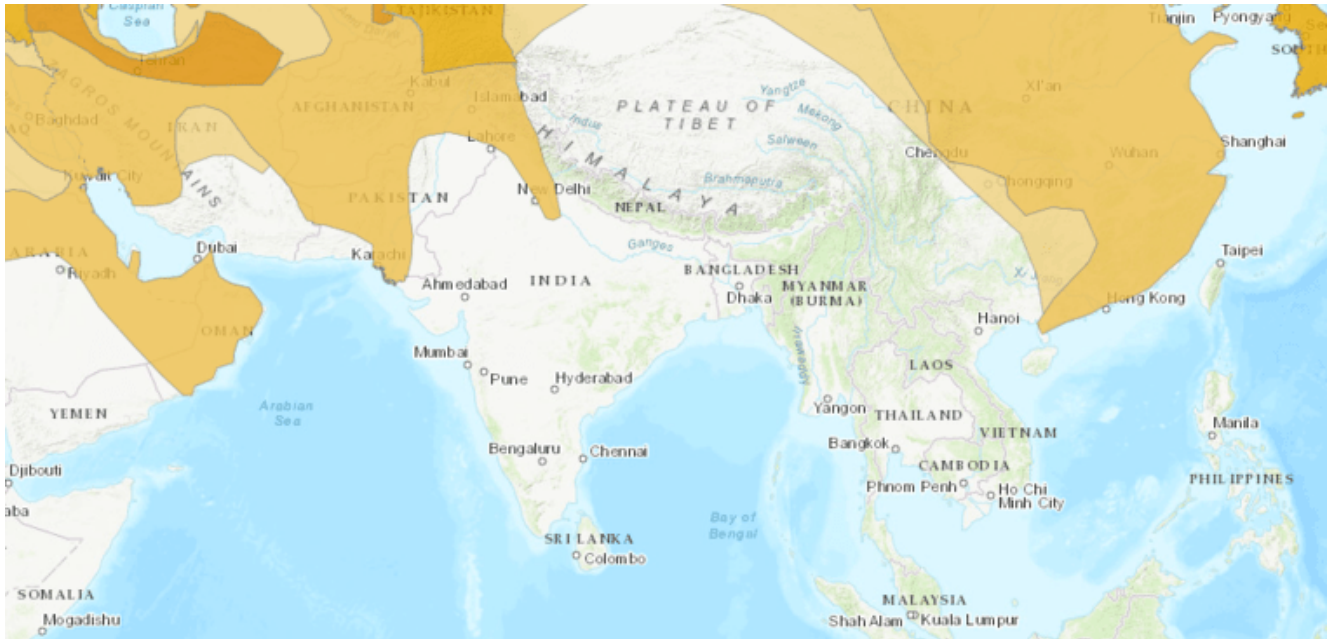 Caspian
Sea
TAJIKISTAN
Tianjin
Pyongyang
Tehran
ZAGROS MOUNTAINS
Kabul
AFGHANISTAN
Islamabad
Baghdad
IRAN
Lahore
Indus
HIMALAYA
PLATEAU OF
TIBET
Yangtze
Mekong
Salween
CHINA
Xi'an
Chengdu
Wuhan
Shanghai
Chongqing
Kuwait City
PAKISTAN
New Delhi
NEPAL
Brahmaputra
ARABIA
Riyadh
Dubai
Karachi
Ganges
Taipei
Ahmedabad
INDIA
BANGLADESH
Dhaka
MYANMAR
(BURMA)
Hong Kong
Hanoi
OMAN
Irrawaddy
Mumbai
Pune
Hyderabad
LAOS
YEMEN
Arabian
Sea
Yangon
THAILAND
VIETNAM
Manila
Bengaluru
Chennai
Bangkok
Djibouti
CAMBODIA
PHILIPPINES
Phnom Penh
Ho Chi
Minh City
aba
Bay of
Bengal
SRI LANKA
Colombo
SOMALIA
Mogadishu
MALAYSIA
Shah Alam
Kuala Lumpur